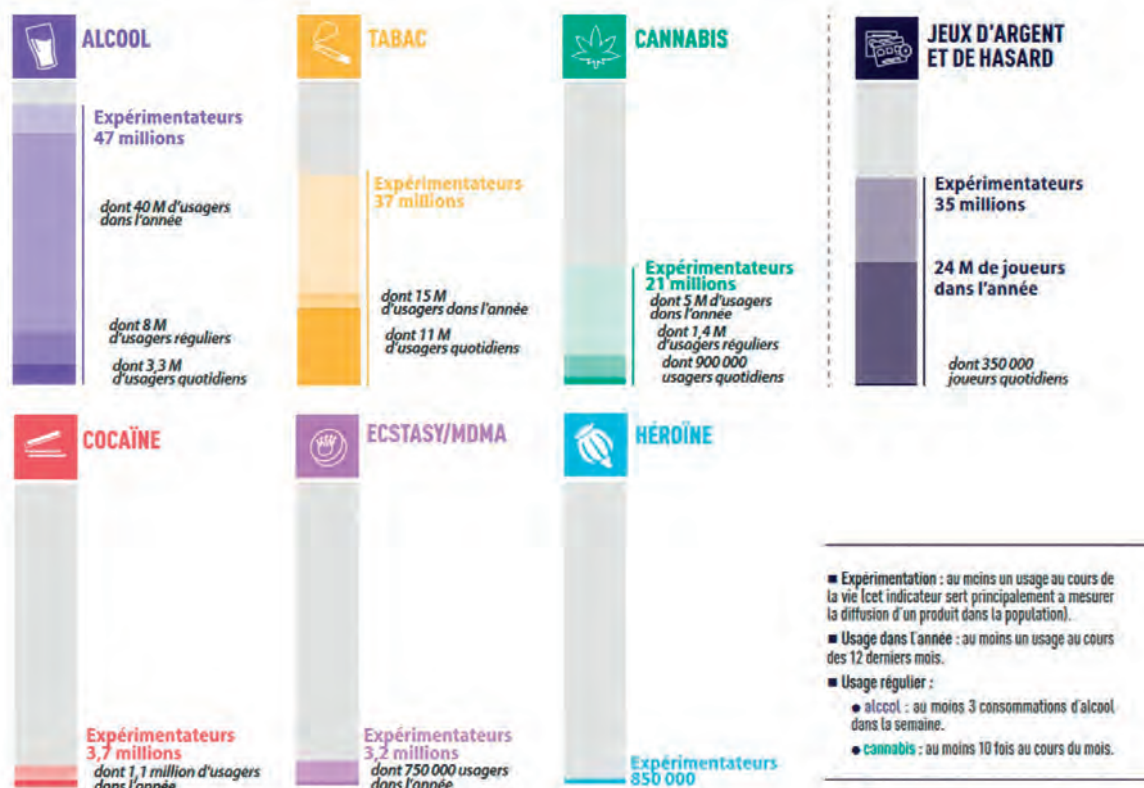 ALCOOL
Expérimentateurs
47 millions
dont 40 M d'usagers
dans l'année
dont 8 M
d'usagers réguliers
dont 3,3 M
d'usagers quotidiens
TABAC
Expérimentateurs
37 millions
dont 15 M
d'usagers dans l'année
dont 11 M
d'usagers quotidiens
CANNABIS
Expérimentateurs
21 millions
dont 5 M d'usagers
dans l'année
dont 1,4 M
d'usagers réguliers
dont 900 000
usagers quotidiens
JEUX D'ARGENT
ET DE HASARD
Expérimentateurs
35 millions
24 M de joueurs
dans l'année
dont 350 000
joueurs quotidiens
COCAÏNE
Expérimentateurs
3,7 millions
dont 1,1 million d'usagers
dans l'année
ECSTASY/MDMA
Expérimentateurs
3,2 millions
dont 750 000 usagers
dans l'année
HÉROÏNE
Expérimentateurs
850 000
■ Expérimentation : au moins un usage au cours de
la vie (cet indicateur sert principalement a mesurer
la diffusion d'un produit dans la population).
■ Usage dans l'année : au moins un usage au cours
des 12 derniers mois.
■ Usage régulier :
● alcool : au moins 3 consommations d'alcool
dans la semaine.
● cannabis : au moins 10 fois au cours du mois.